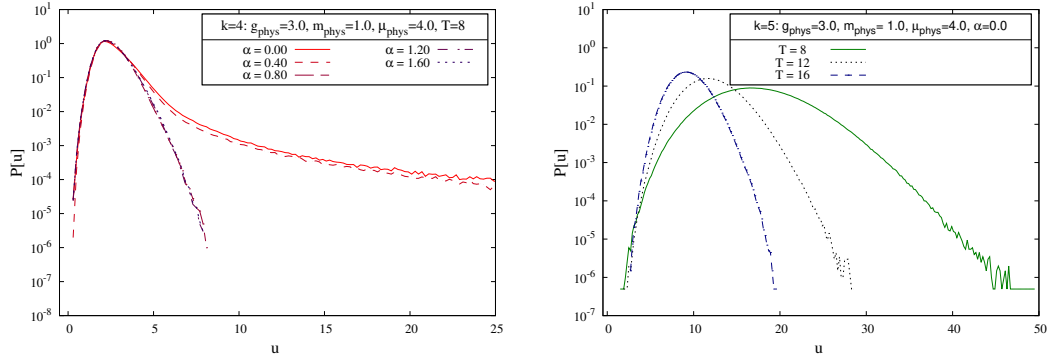 k=4: g_phys=3.0, m_phys=1.0, μ_phys=4.0, T=8
α = 0.00
α = 0.40
α = 0.80
α = 1.20
α = 1.60
P[u]
10^2
10^1
10^0
10^-1
10^-2
10^-3
10^-4
10^-5
10^-6
10^-7
10^-8
0 5 10 15 20 25
u
k=5: g_phys=3.0, m_phys= 1.0, μ_phys=4.0, α=0.0
T = 8
T = 12
T = 16
P[u]
10^1
10^0
10^-1
10^-2
10^-3
10^-4
10^-5
10^-6
10^-7
0 10 20 30 40 50
u